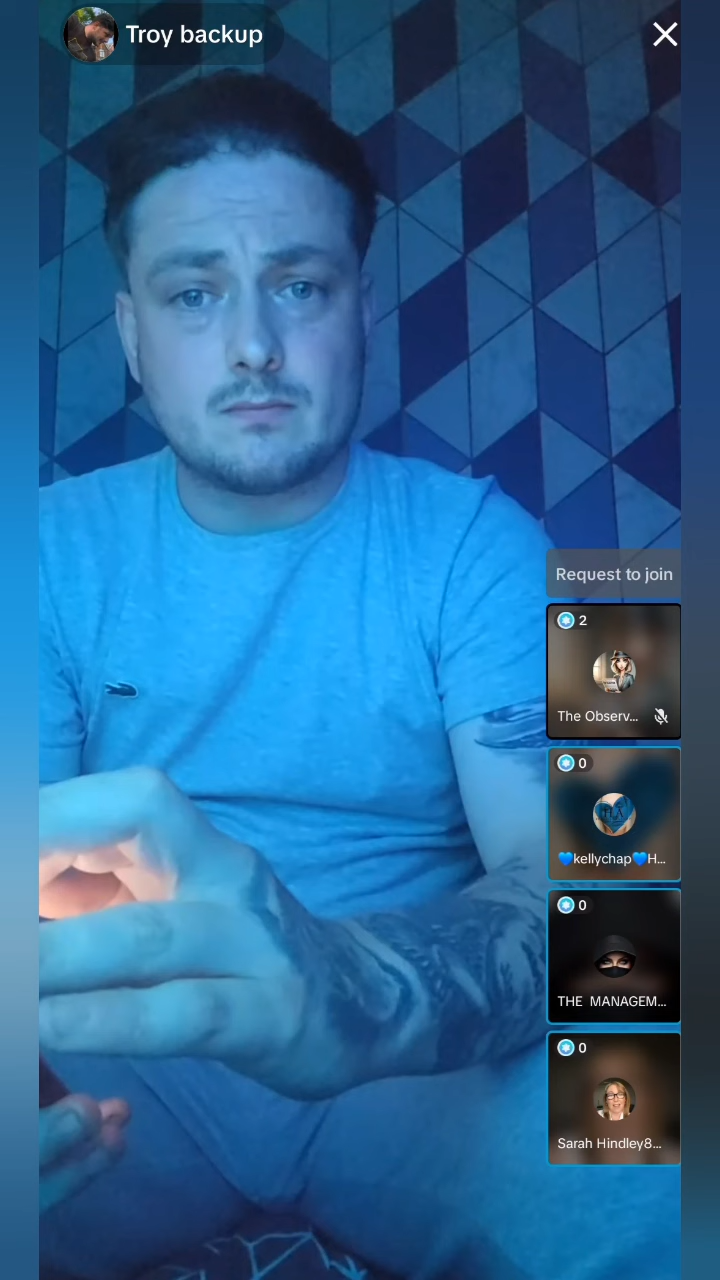 Troy backup
Request to join
2
The Observ...
0
💙kellychap💙H...
0
THE MANAGEM...
0
Sarah Hindley8...